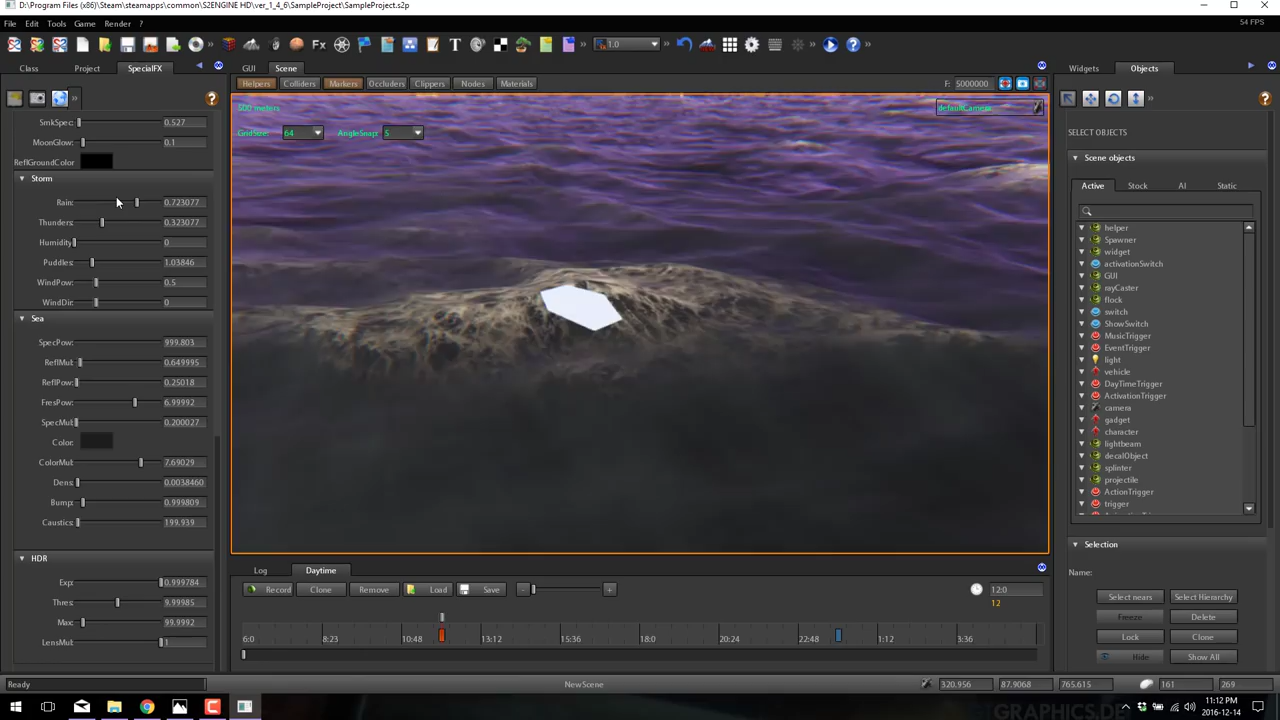 D:\Program Files (x86)\Steam\steamapps\common\S2ENGINE HD\ver_1_4_6\SampleProject\SampleProject.s2p
File Edit Tools Game Render ?
54 FPS
Fx T 1.0
Class Project SpecialFX
GUI Scene
Widgets Objects
Helpers Colliders Markers Occluders Clippers Nodes Materials
F: 5000000
500 meters
defaultCamera
GridSize: 64 AngleSnap: 5
SmkSpec: 0.527
MoonGlow: 0.1
ReflGroundColor
Storm
Rain: 0.723077
Thunders: 0.323077
Humidity: 0
Puddles: 1.03846
WindPow: 0.5
WindDir: 0
Sea
SpecPow: 999.803
ReflMul: 0.649995
ReflPow: 0.25018
FresPow: 6.99992
SpecMul: 0.200027
Color:
ColorMul: 7.69029
Dens: 0.0038460
Bump: 0.999809
Caustics: 199.939
HDR
Exp: 0.999784
Thres: 9.99985
Max: 99.9992
LensMul: 1
SELECT OBJECTS
Scene objects
Active Stock AI Static
helper
Spawner
widget
activationSwitch
GUI
rayCaster
flock
switch
ShowSwitch
MusicTrigger
EventTrigger
light
vehicle
DayTimeTrigger
ActivationTrigger
camera
gadget
character
lightbeam
decalObject
splinter
projectile
ActionTrigger
trigger
Selection
Name:
Select nears Select Hierarchy
Freeze Delete
Lock Clone
Hide Show All
Log Daytime
Record Clone Remove Load Save - + 12:0
12
6:0 8:23 10:48 13:12 15:36 18:0 20:24 22:48 1:12 3:36
Ready NewScene 320.956 87.9068 765.615 161 269
11:12 PM
2016-12-14